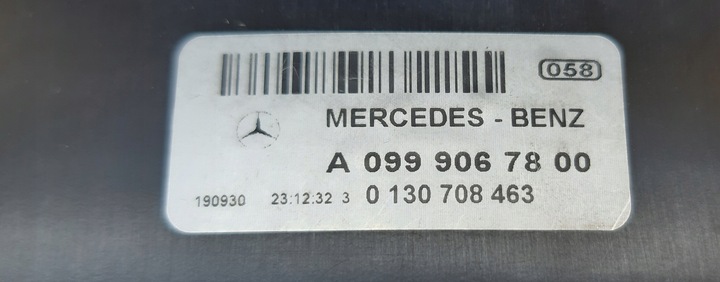 058
MERCEDES - BENZ
A 099 906 78 00
190930 23:12:32 3 0 130 708 463